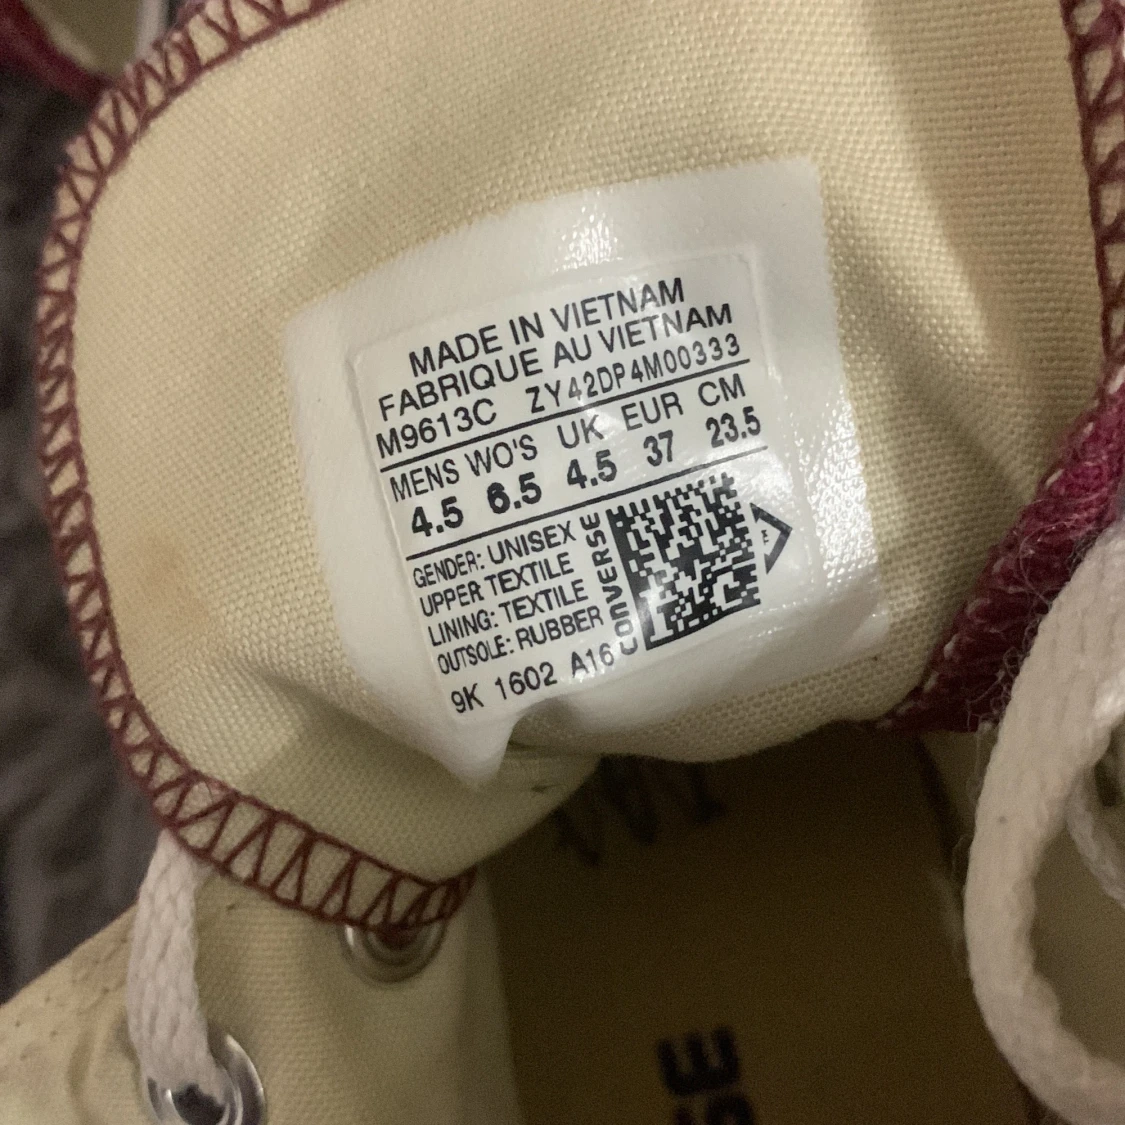 MADE IN VIETNAM
FABRIQUE AU VIETNAM
M9613C ZY42DP4M00333
MENS WO'S UK EUR CM
4.5 6.5 4.5 37 23.5
GENDER: UNISEX
UPPER TEXTILE
LINING: TEXTILE
OUTSOLE: RUBBER
CONVERSE
9K 1602 A16